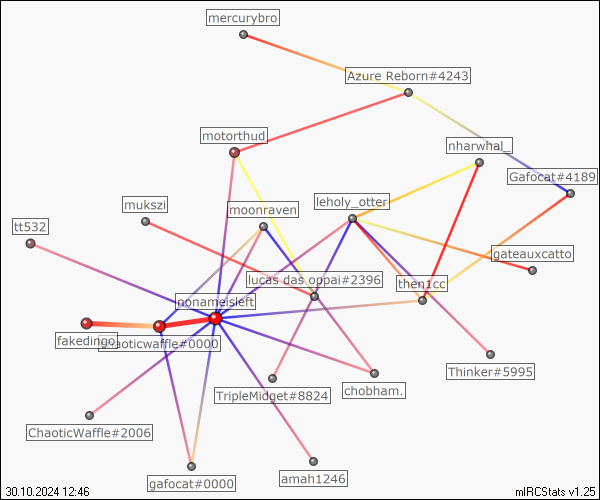 mercurybro
Azure Reborn#4243
motorthud
nharwhal_
Gafocat#4189
mukszi
moonraven
leholy_otter
tt532
gateauxcatto
lucas das oppai#2396
then1cc
nonameisleft
fakedingo
chaoticwaffle#0000
Thinker#5995
TripleMidget#8824
chobham.
ChaoticWaffle#2006
gafocat#0000
amah1246
30.10.2024 12:46
mIRCStats v1.25